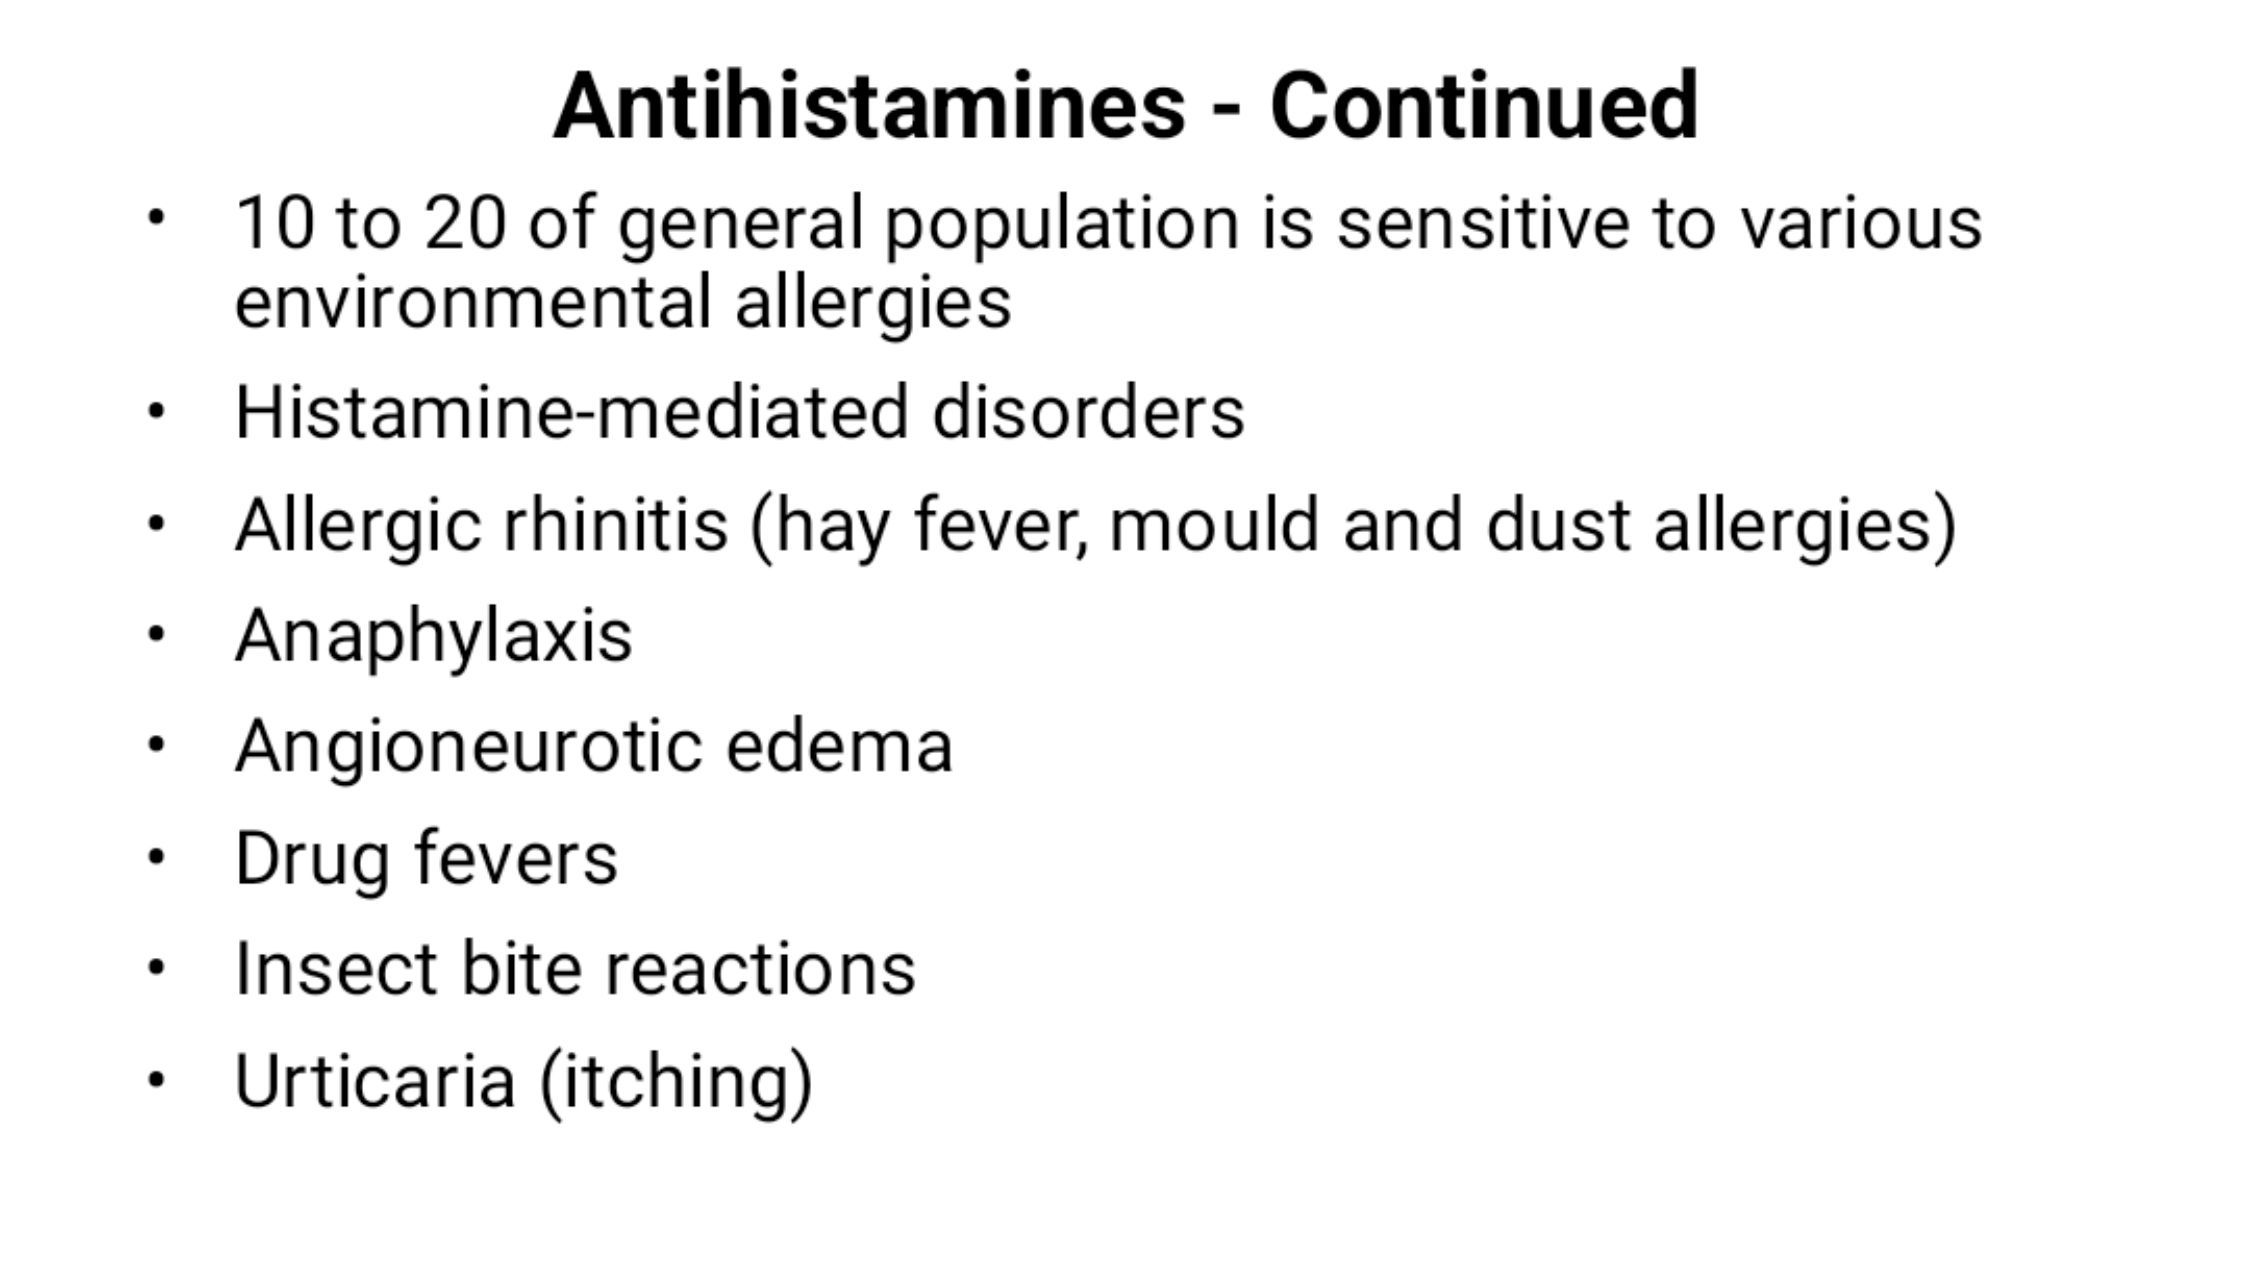 Antihistamines - Continued
• 10 to 20 of general population is sensitive to various
environmental allergies
• Histamine-mediated disorders
• Allergic rhinitis (hay fever, mould and dust allergies)
• Anaphylaxis
• Angioneurotic edema
• Drug fevers
• Insect bite reactions
• Urticaria (itching)